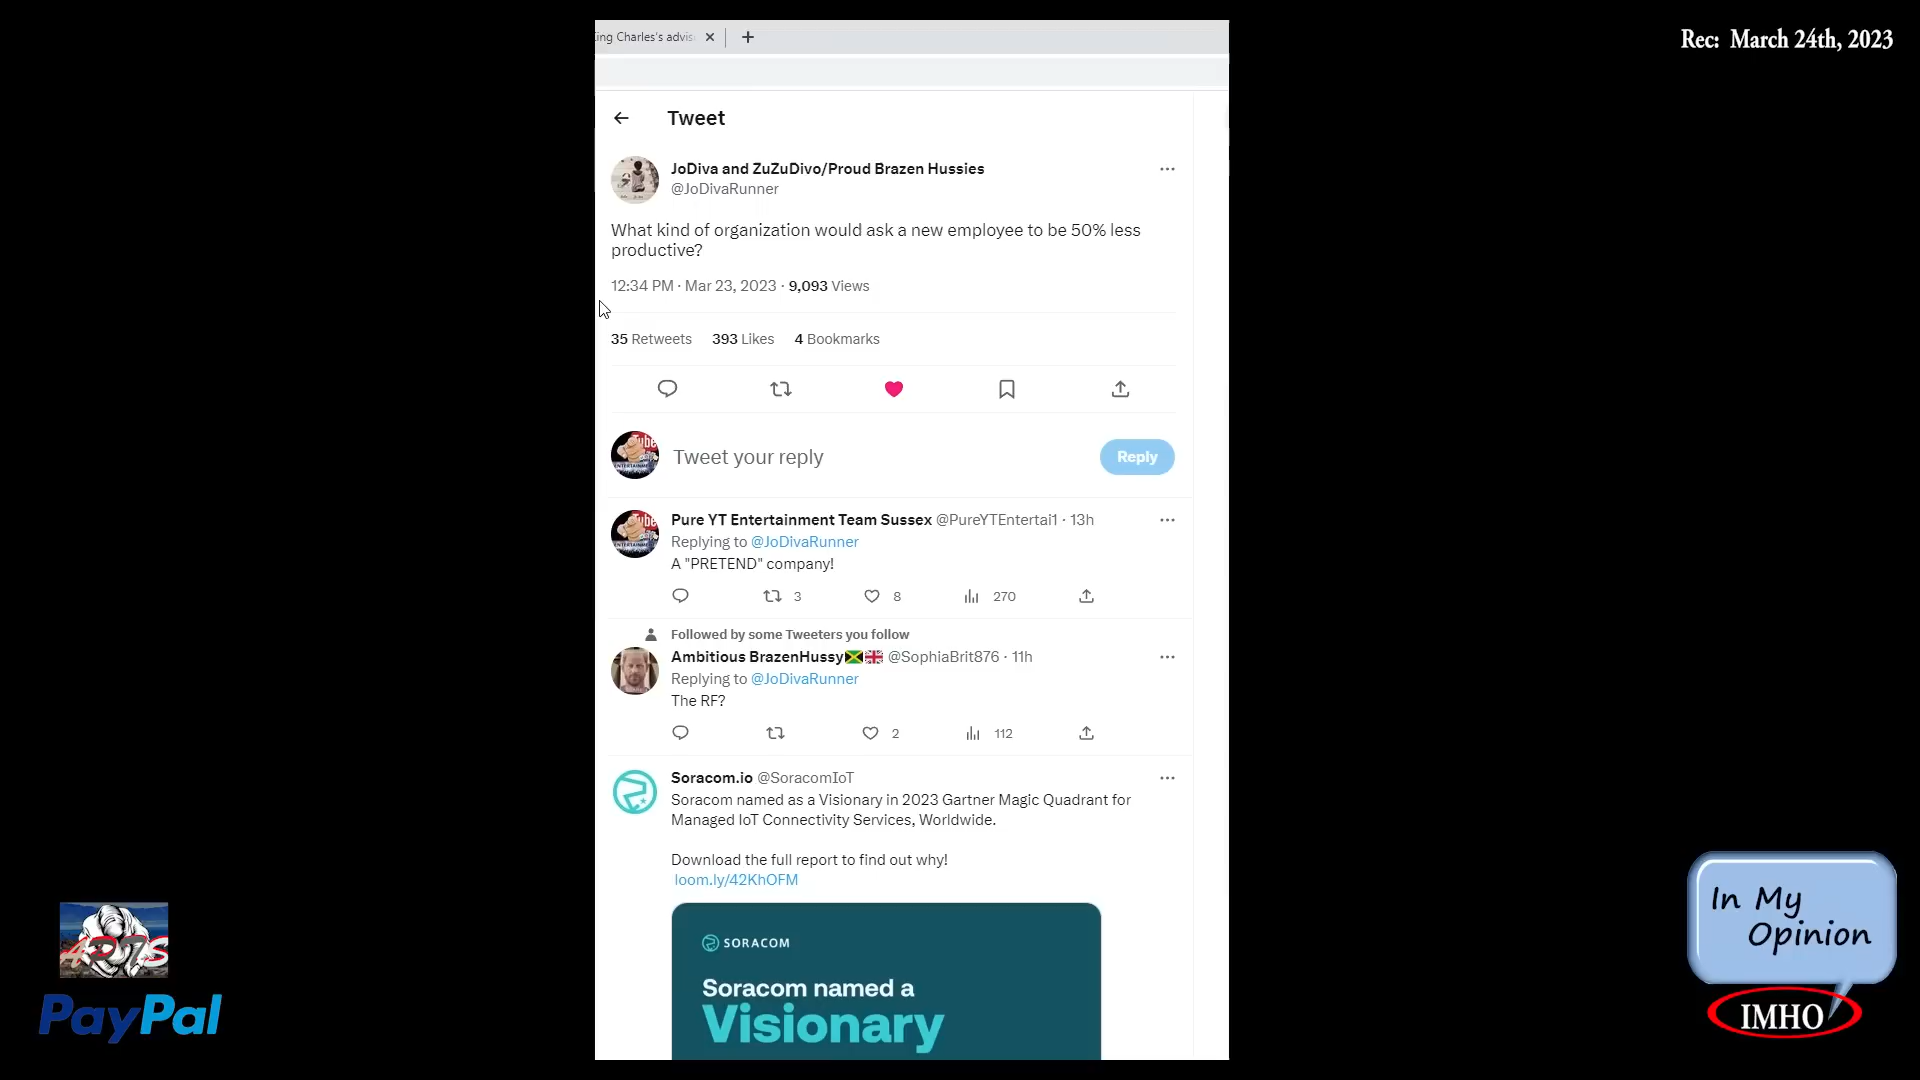 ing Charles's advis
Rec: March 24th, 2023
Tweet
JoDiva and ZuZuDivo/Proud Brazen Hussies
@JoDivaRunner
What kind of organization would ask a new employee to be 50% less
productive?
12:34 PM · Mar 23, 2023 · 9,093 Views
35 Retweets 393 Likes 4 Bookmarks
Tweet your reply
Reply
Pure YT Entertainment Team Sussex @PureYTEntertai1 · 13h
Replying to @JoDivaRunner
A "PRETEND" company!
3 8 270
Followed by some Tweeters you follow
Ambitious BrazenHussy @SophiaBrit876 · 11h
Replying to @JoDivaRunner
The RF?
2 112
Soracom.io @SoracomIoT
Soracom named as a Visionary in 2023 Gartner Magic Quadrant for
Managed IoT Connectivity Services, Worldwide.
Download the full report to find out why!
loom.ly/42KhOFM
SORACOM
Soracom named a
Visionary
PayPal
In My
Opinion
IMHO